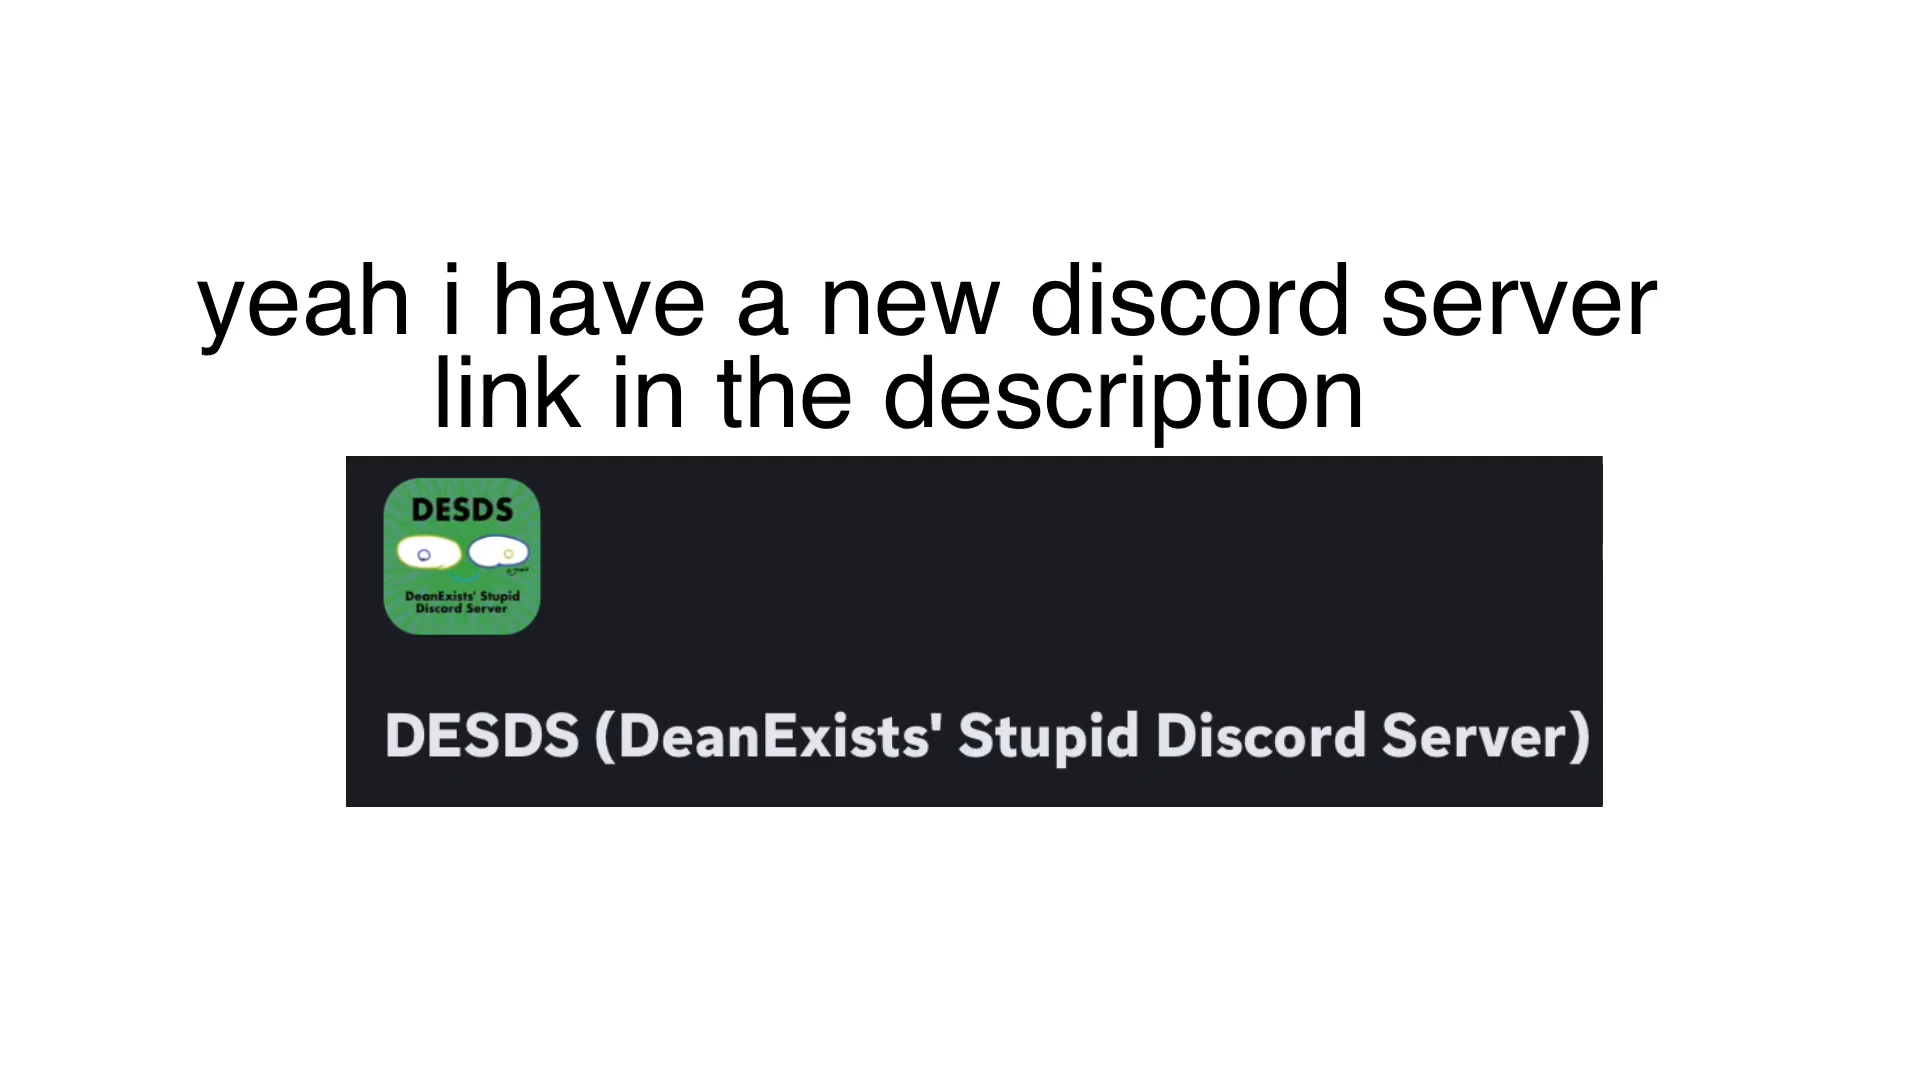 yeah i have a new discord server
link in the description
DESDS
DeanExists' Stupid
Discord Server
DESDS (DeanExists' Stupid Discord Server)